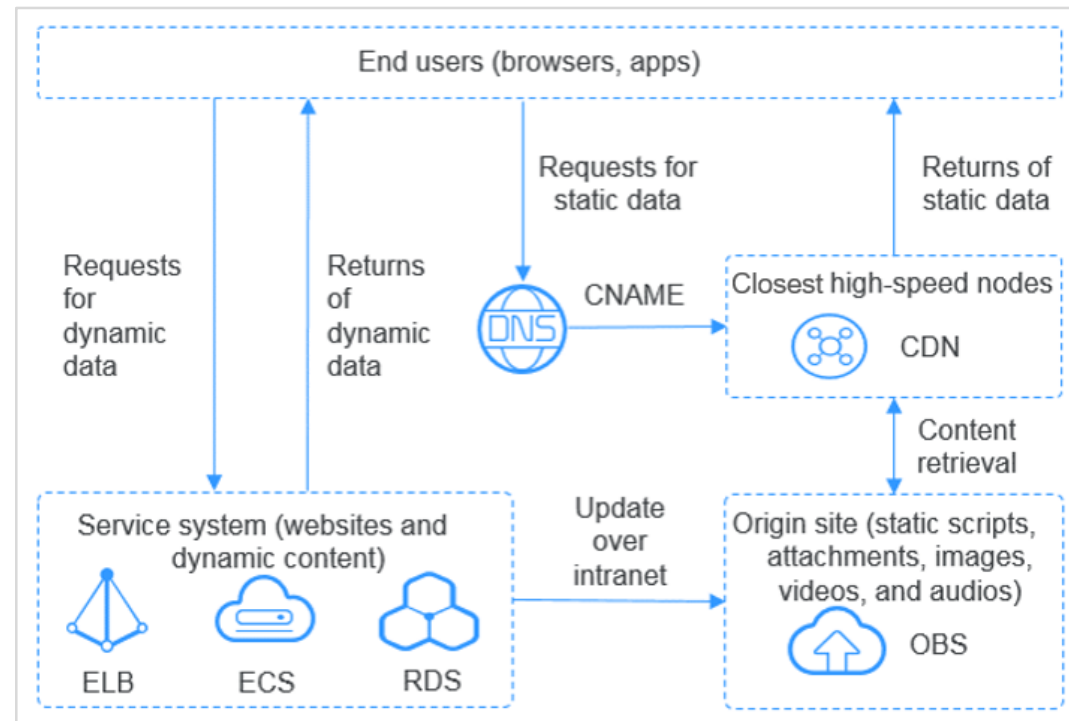 End users (browsers, apps)
Requests for
static data
Returns of
static data
Requests
for
dynamic
data
Returns
of
dynamic
data
DNS
CNAME
Closest high-speed nodes
CDN
Content
retrieval
Service system (websites and
dynamic content)
ELB
ECS
RDS
Update
over
intranet
Origin site (static scripts,
attachments, images,
videos, and audios)
OBS